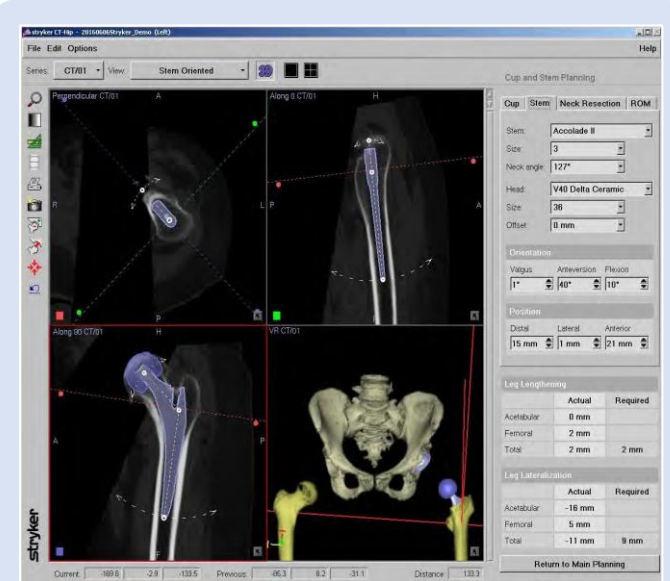 stryker CT-Hip - 20160606Stryker_Demo (Left)
File Edit Options
Help
Series: CT/01 View: Stem Oriented 3D
Cup and Stem Planning
Cup Stem Neck Resection ROM
Stem: Accolade II
Size: 3
Neck angle: 127°
Head: V40 Delta Ceramic
Size: 36
Offset: 0 mm
Orientation
Valgus Anteversion Flexion
1° 40° 10°
Position
Distal Lateral Anterior
15 mm 1 mm 21 mm
Leg Lengthening
Actual Required
Acetabular 0 mm
Femoral 2 mm
Total 2 mm 2 mm
Leg Lateralization
Actual Required
Acetabular -16 mm
Femoral 5 mm
Total -11 mm 9 mm
Return to Main Planning
Perpendicular CT/01
A
R
L
P
Along 0 CT/01
H
P
A
Along 90 CT/01
H
A
P
F
VR CT/01
stryker
Current: -169.8 -2.9 -133.5 Previous: -86.3 8.2 -31.1 Distance: 133.3